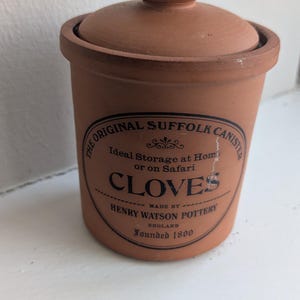 THE ORIGINAL SUFFOLK CANISTER
Ideal Storage at Home
or on Safari
CLOVES
MADE BY
HENRY WATSON POTTERY
ENGLAND
Founded 1800